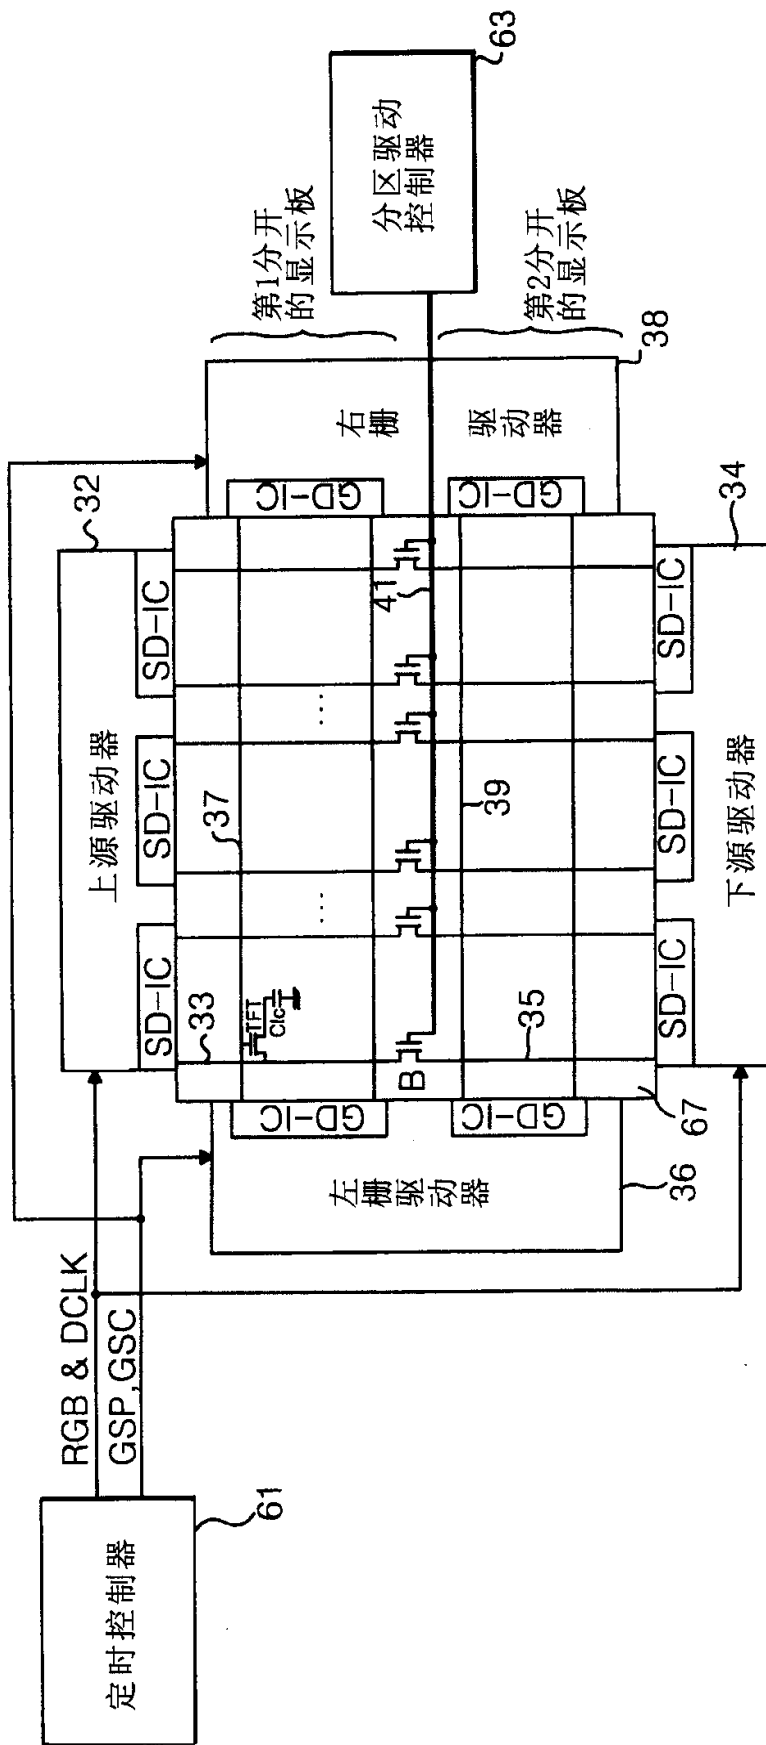 定时控制器
61
RGB & DCLK
GSP,GSC
上源驱动器
32
SD-IC
SD-IC
SD-IC
左栅驱动器
36
GD-IC
GD-IC
33
TFT
Clc
37
...
...
B
41
35
39
67
GD-IC
GD-IC
右栅
驱动器
38
第1分开
的显示板
第2分开
的显示板
分区驱动
控制器
63
SD-IC
SD-IC
SD-IC
下源驱动器
34